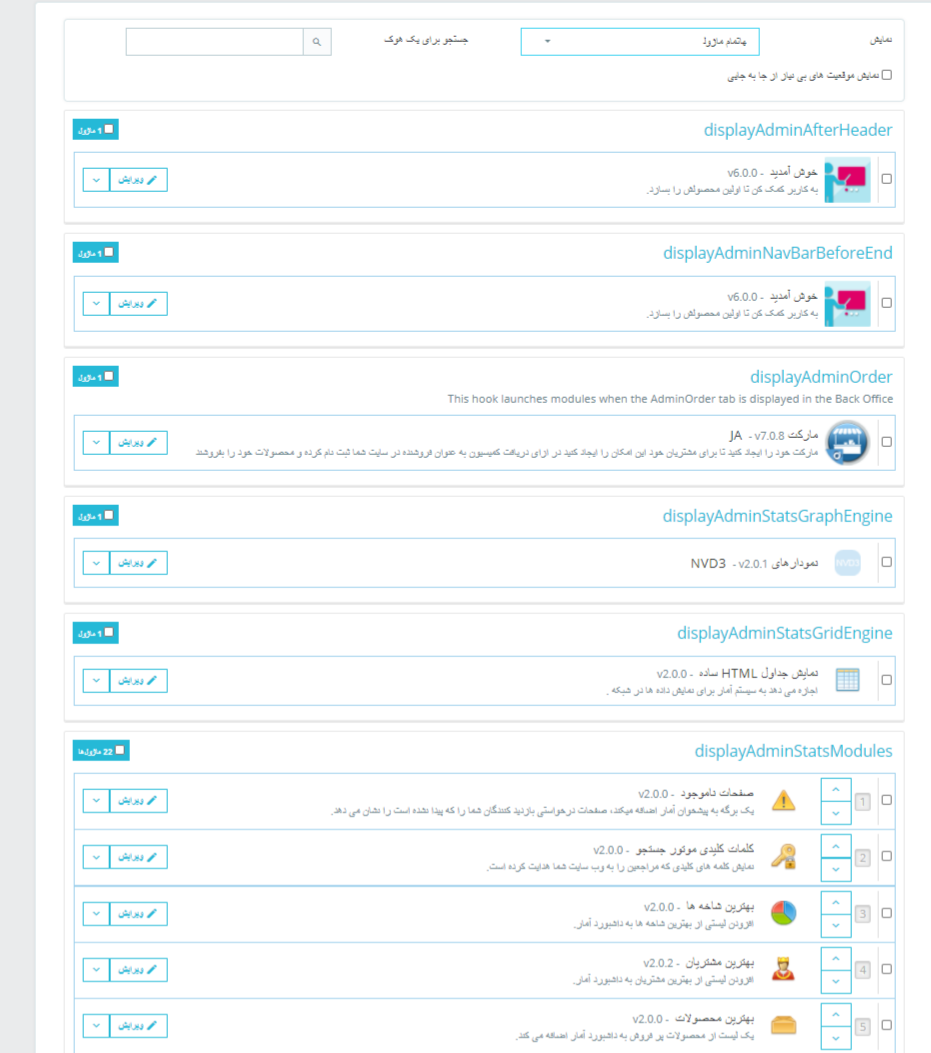 نمایش
همه‌تمام ماژول
جستجو برای یک هوک
نمایش موقعیت های بی نیاز از جا به جایی
displayAdminAfterHeader
1 ماژول
خوش آمدید - v6.0.0
به کاربر کمک کن تا اولین محصولش را بسازد.
ویرایش
displayAdminNavBarBeforeEnd
1 ماژول
خوش آمدید - v6.0.0
به کاربر کمک کن تا اولین محصولش را بسازد.
ویرایش
displayAdminOrder
1 ماژول
This hook launches modules when the AdminOrder tab is displayed in the Back Office
مارکت JA - v7.0.8
مارکت خود را ایجاد کنید تا برای مشتریان خود این امکان را ایجاد کنید در ازای دریافت کمیسیون به عنوان فروشنده در سایت شما ثبت نام کرده و محصولات خود را بفروشند
ویرایش
displayAdminStatsGraphEngine
1 ماژول
NVD3
نمودار های NVD3 - v2.0.1
ویرایش
displayAdminStatsGridEngine
1 ماژول
نمایش جداول HTML ساده - v2.0.0
اجازه می دهد به سیستم آمار برای نمایش داده ها در شبکه .
ویرایش
displayAdminStatsModules
22 ماژول‌ها
1
صفحات ناموجود - v2.0.0
یک برگه به پیشخوان آمار اضافه میکند، صفحات درخواستی بازدید کنندگان شما را که پیدا نشده است را نشان می دهد.
ویرایش
2
کلمات کلیدی موتور جستجو - v2.0.0
نمایش کلمه های کلیدی که مراجعین را به وب سایت شما هدایت کرده است.
ویرایش
3
بهترین شاخه ها - v2.0.0
افزودن لیستی از بهترین شاخه ها به داشبورد آمار.
ویرایش
4
بهترین مشتریان - v2.0.2
افزودن لیستی از بهترین مشتریان به داشبورد آمار.
ویرایش
5
بهترین محصولات - v2.0.0
یک لیست از محصولات پر فروش به داشبورد آمار اضافه می کند.
ویرایش